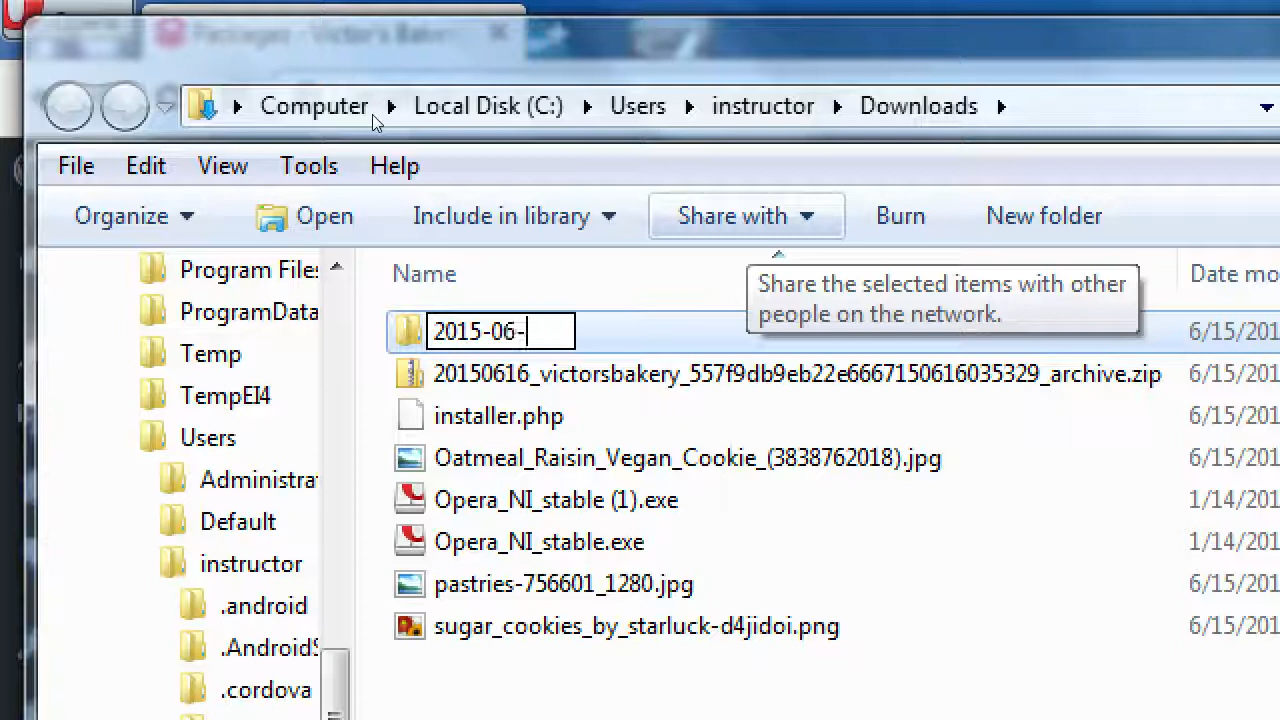 Packages - Victor's Baker
Computer Local Disk (C:) Users instructor Downloads
File Edit View Tools Help
Organize Open Include in library Share with Burn New folder
Name
Date mo
Share the selected items with other
people on the network.
2015-06-
6/15/201
20150616_victorsbakery_557f9db9eb22e6667150616035329_archive.zip
6/15/201
installer.php
6/15/201
Oatmeal_Raisin_Vegan_Cookie_(3838762018).jpg
6/15/201
Opera_NI_stable (1).exe
1/14/201
Opera_NI_stable.exe
1/14/201
pastries-756601_1280.jpg
6/15/201
sugar_cookies_by_starluck-d4jidoi.png
6/15/201
Program Files
ProgramData
Temp
TempEI4
Users
Administra
Default
instructor
.android
.AndroidS
.cordova